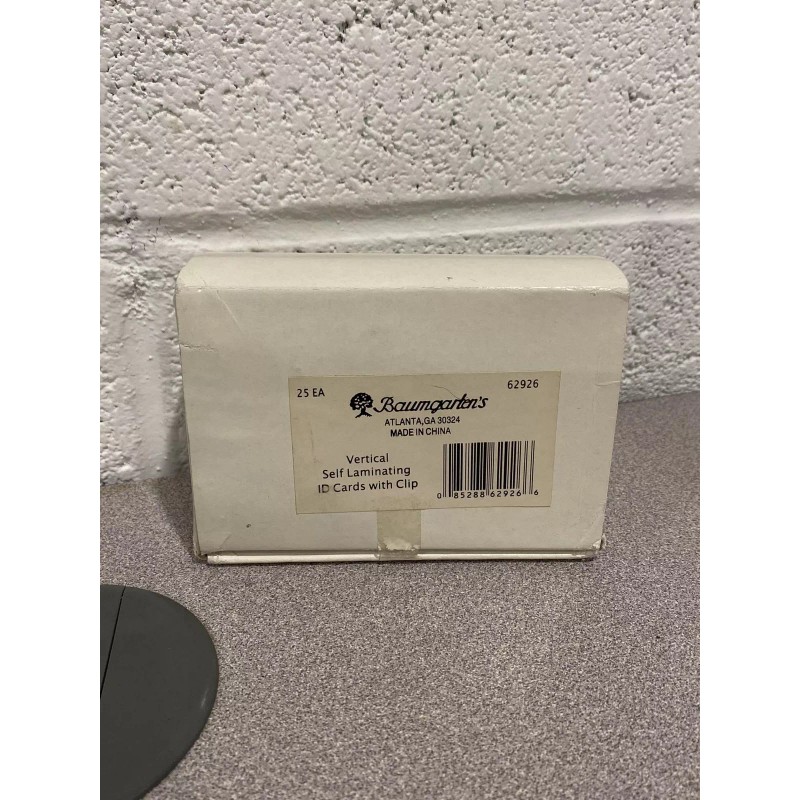 25 EA
62926
Baumgarten's
ATLANTA,GA 30324
MADE IN CHINA
Vertical
Self Laminating
ID Cards with Clip
0 85288 62926 6